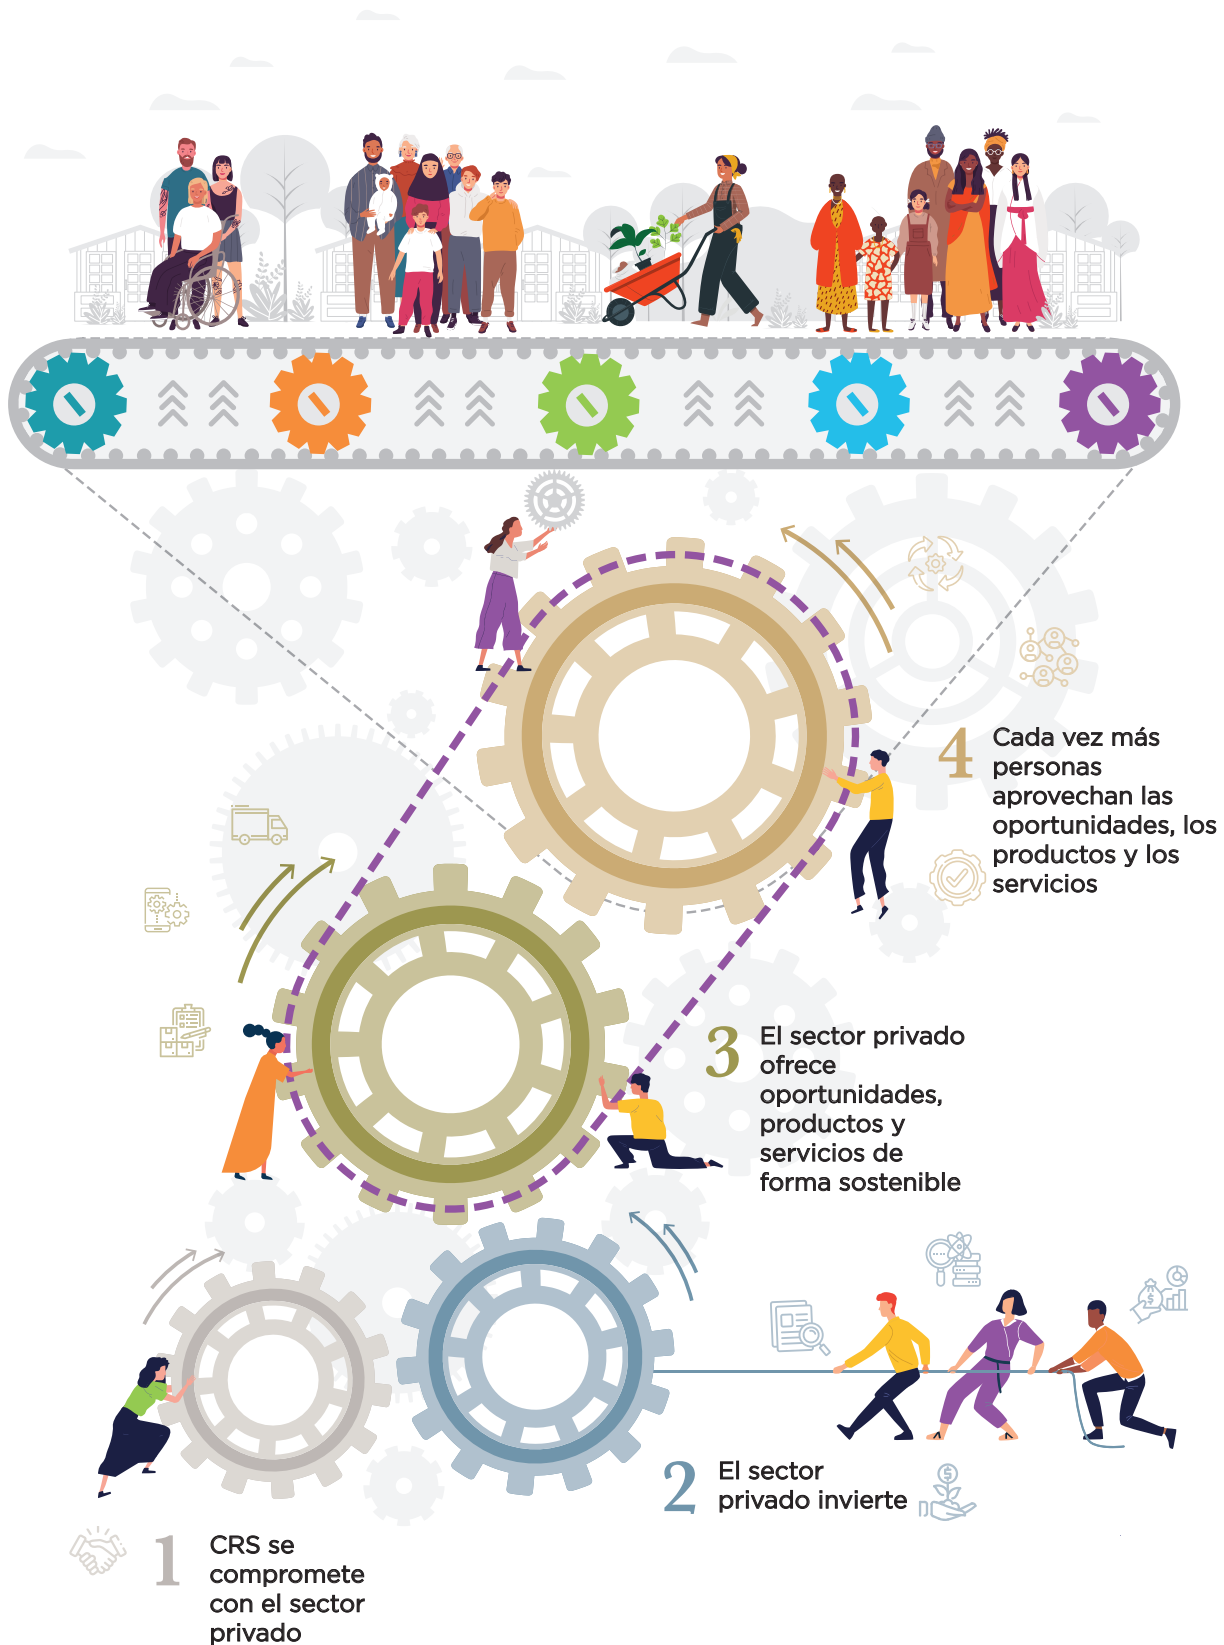 4
Cada vez más
personas
aprovechan las
oportunidades, los
productos y los
servicios
3
El sector privado
ofrece
oportunidades,
productos y
servicios de
forma sostenible
2
El sector
privado invierte
1
CRS se
compromete
con el sector
privado